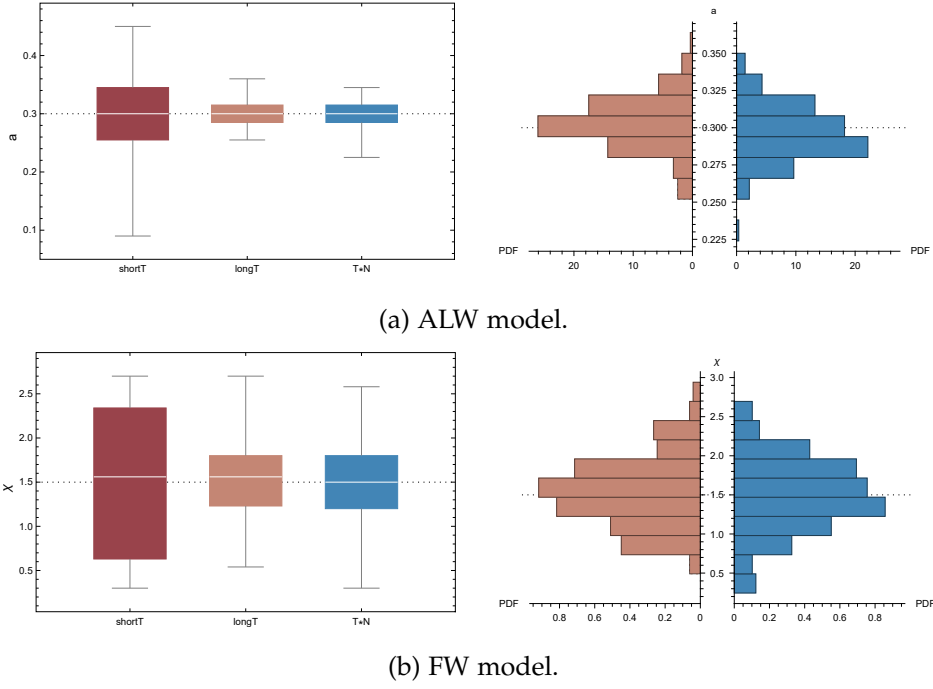 a
0.4
0.3
0.2
0.1
a
shortT
longT
T*N
0.350
0.325
0.300
0.275
0.250
0.225
PDF
PDF
20
10
0
0
10
20
(a) ALW model.
2.5
2.0
1.5
1.0
0.5
χ
shortT
longT
T*N
χ
3.0
2.5
2.0
1.5
1.0
0.5
PDF
PDF
0.8
0.6
0.4
0.2
0
0
0.2
0.4
0.6
0.8
(b) FW model.